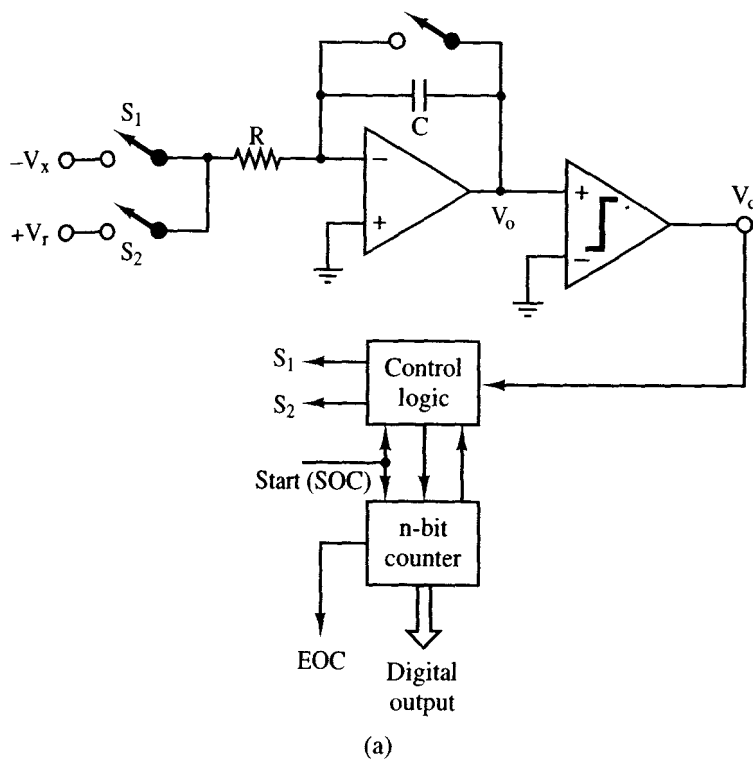 S1
R
C
–Vx
+Vr
S2
−
+
Vo
+
−
Vc
S1
S2
Control
logic
Start (SOC)
n-bit
counter
EOC
Digital
output
(a)